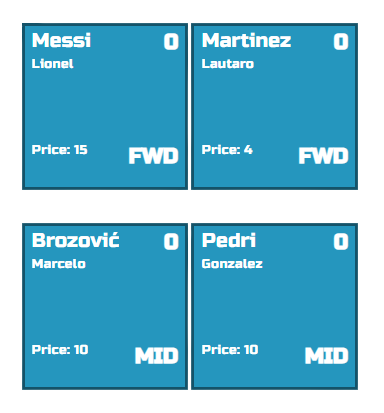 Messi 0
Lionel
Price: 15 FWD
Martinez 0
Lautaro
Price: 4 FWD
Brozović 0
Marcelo
Price: 10 MID
Pedri 0
Gonzalez
Price: 10 MID